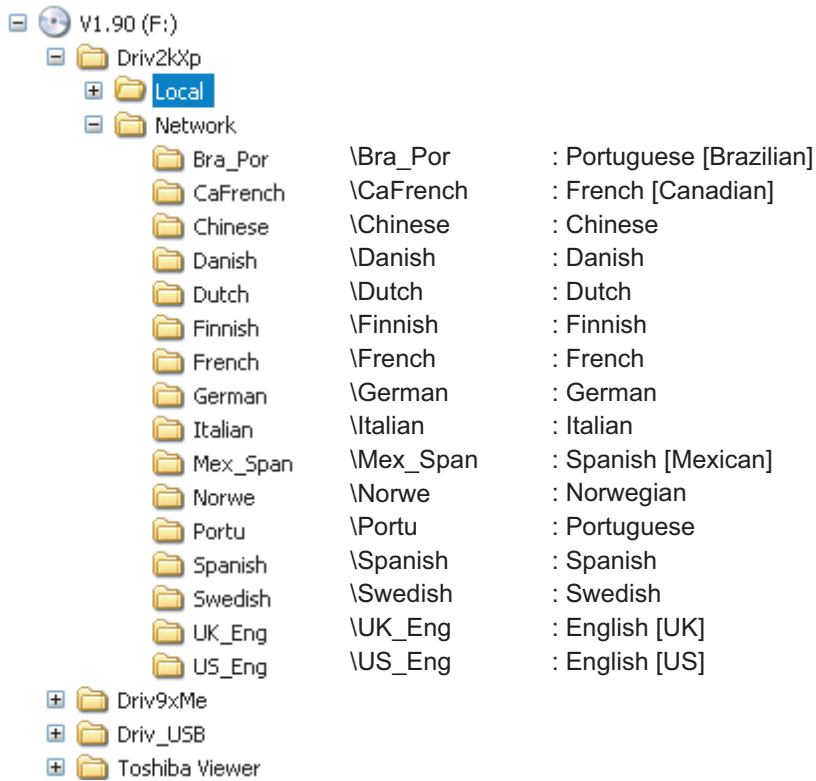 V1.90 (F:)
Driv2kXp
Local
Network
Bra_Por \Bra_Por : Portuguese [Brazilian]
CaFrench \CaFrench : French [Canadian]
Chinese \Chinese : Chinese
Danish \Danish : Danish
Dutch \Dutch : Dutch
Finnish \Finnish : Finnish
French \French : French
German \German : German
Italian \Italian : Italian
Mex_Span \Mex_Span : Spanish [Mexican]
Norwe \Norwe : Norwegian
Portu \Portu : Portuguese
Spanish \Spanish : Spanish
Swedish \Swedish : Swedish
UK_Eng \UK_Eng : English [UK]
US_Eng \US_Eng : English [US]
Driv9xMe
Driv_USB
Toshiba Viewer